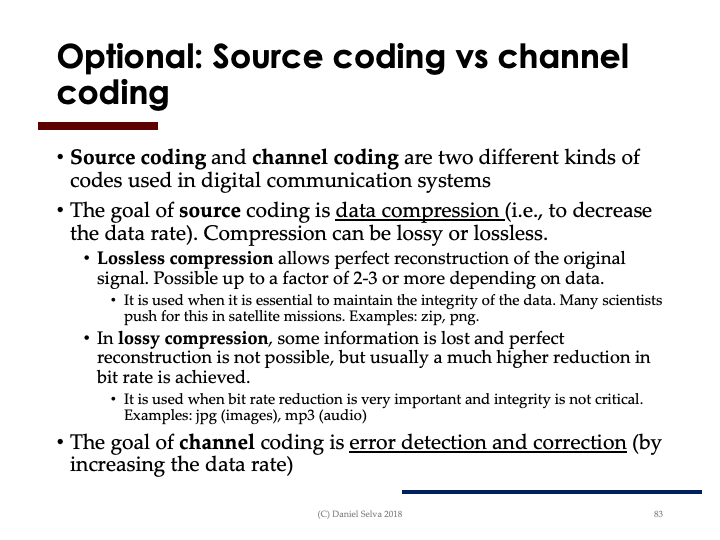 Optional: Source coding vs channel
coding
• Source coding and channel coding are two different kinds of
codes used in digital communication systems
• The goal of source coding is data compression (i.e., to decrease
the data rate). Compression can be lossy or lossless.
• Lossless compression allows perfect reconstruction of the original
signal. Possible up to a factor of 2-3 or more depending on data.
• It is used when it is essential to maintain the integrity of the data. Many scientists
push for this in satellite missions. Examples: zip, png.
• In lossy compression, some information is lost and perfect
reconstruction is not possible, but usually a much higher reduction in
bit rate is achieved.
• It is used when bit rate reduction is very important and integrity is not critical.
Examples: jpg (images), mp3 (audio)
• The goal of channel coding is error detection and correction (by
increasing the data rate)
(C) Daniel Selva 2018
83